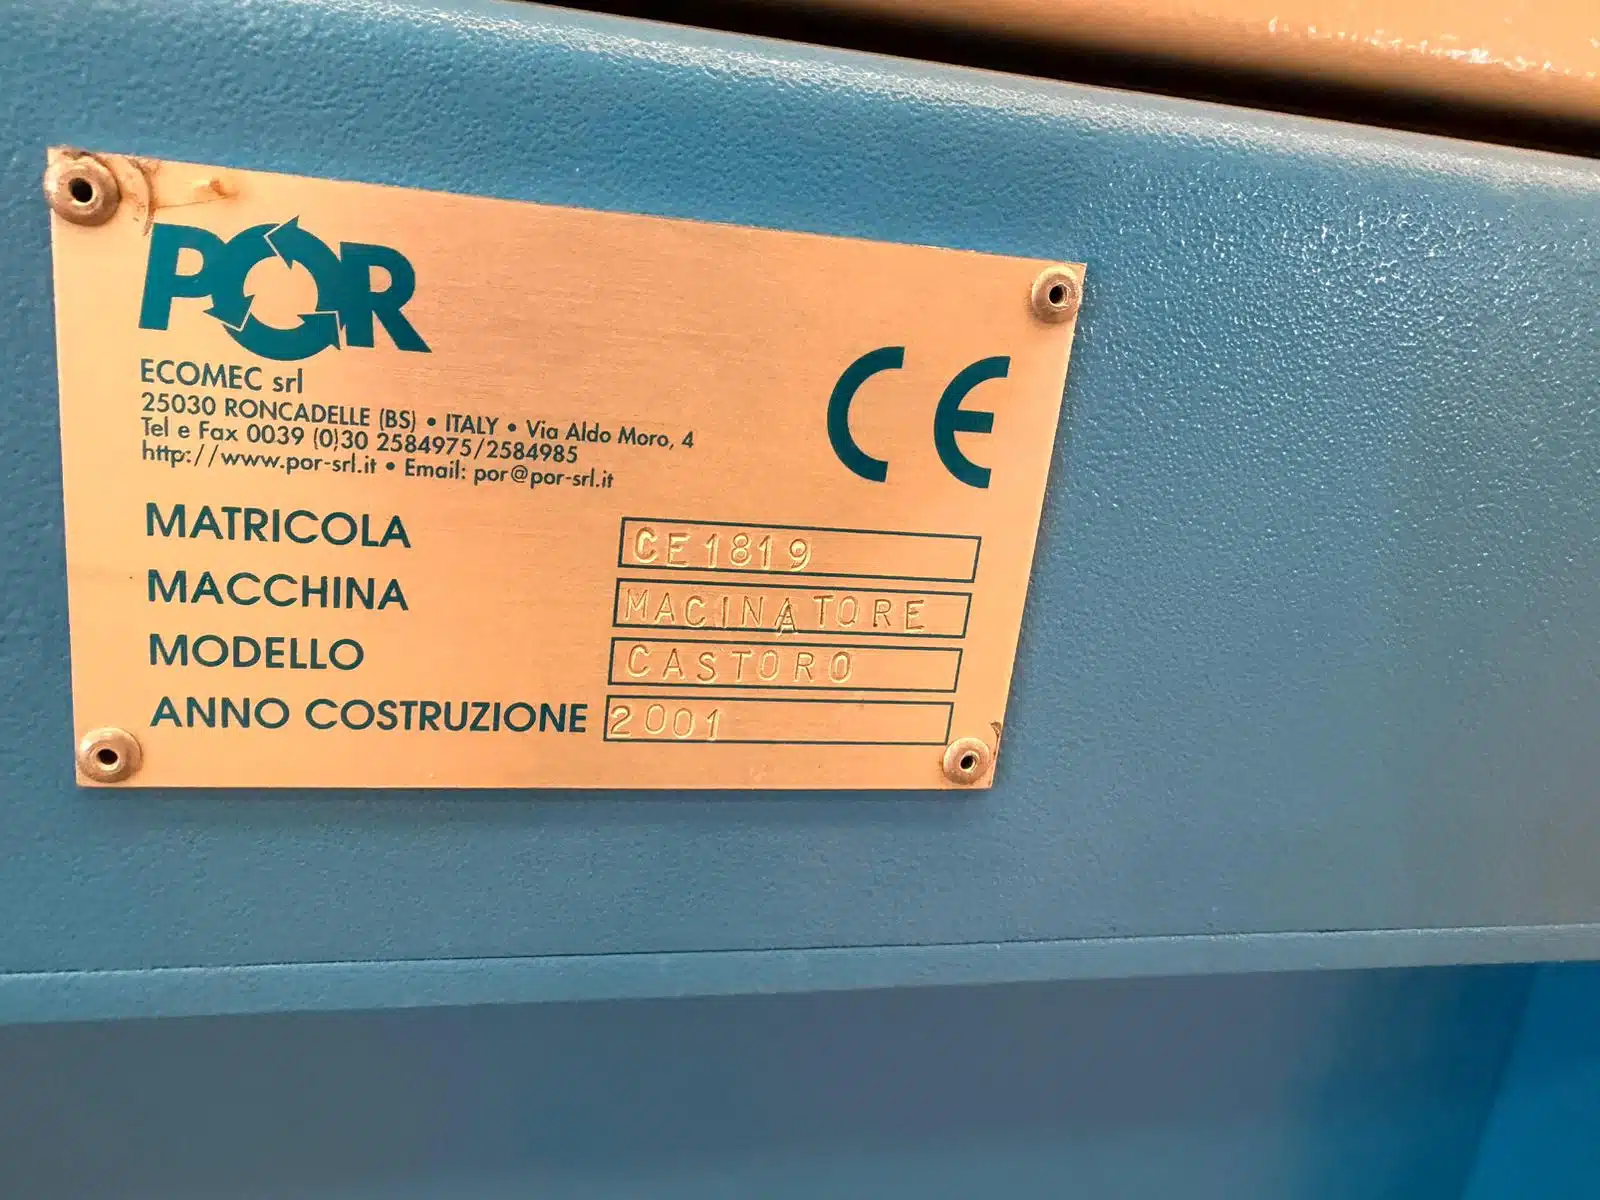 POR
CE
ECOMEC srl
25030 RONCADELLE (BS) • ITALY • Via Aldo Moro, 4
Tel e Fax 0039 (0)30 2584975/2584985
http://www.por-srl.it • Email: por@por-srl.it
MATRICOLA CE1819
MACCHINA MACINATORE
MODELLO CASTORO
ANNO COSTRUZIONE 2001